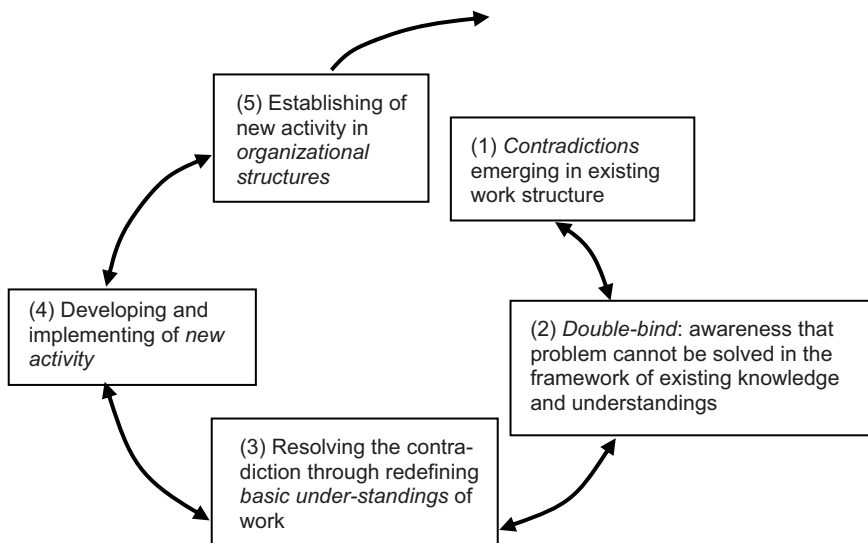 (5) Establishing of
new activity in
organizational
structures
(1) Contradictions
emerging in existing
work structure
(4) Developing and
implementing of new
activity
(2) Double-bind: awareness that
problem cannot be solved in the
framework of existing knowledge
and understandings
(3) Resolving the contra-
diction through redefining
basic under-standings of
work